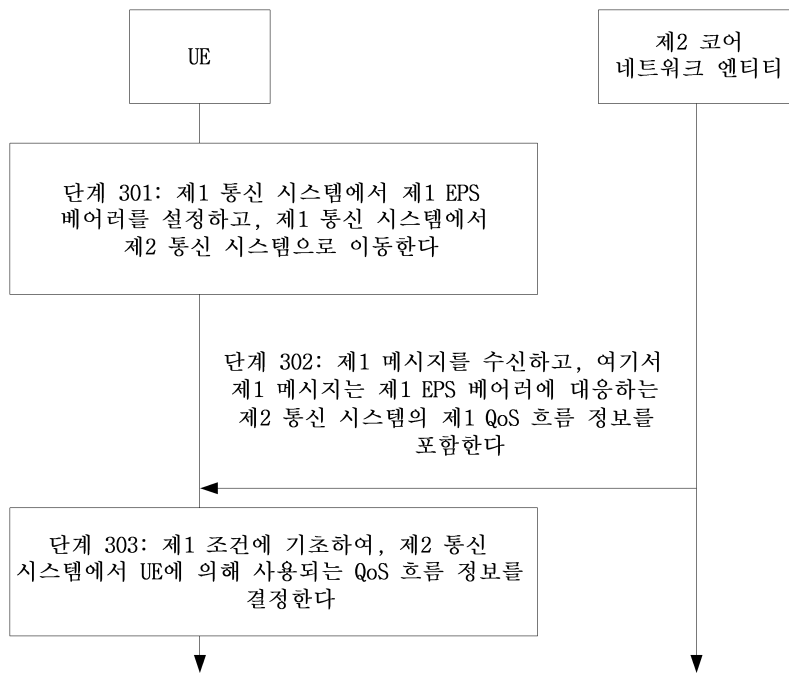 UE
제2 코어
네트워크 엔티티
단계 301: 제1 통신 시스템에서 제1 EPS
베어러를 설정하고, 제1 통신 시스템에서
제2 통신 시스템으로 이동한다
단계 302: 제1 메시지를 수신하고, 여기서
제1 메시지는 제1 EPS 베어러에 대응하는
제2 통신 시스템의 제1 QoS 흐름 정보를
포함한다
단계 303: 제1 조건에 기초하여, 제2 통신
시스템에서 UE에 의해 사용되는 QoS 흐름 정보를
결정한다